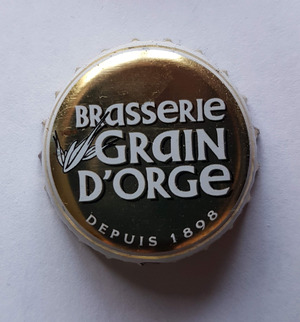 BRasseRie
GRain
D'ORGe
DEPUIS 1898